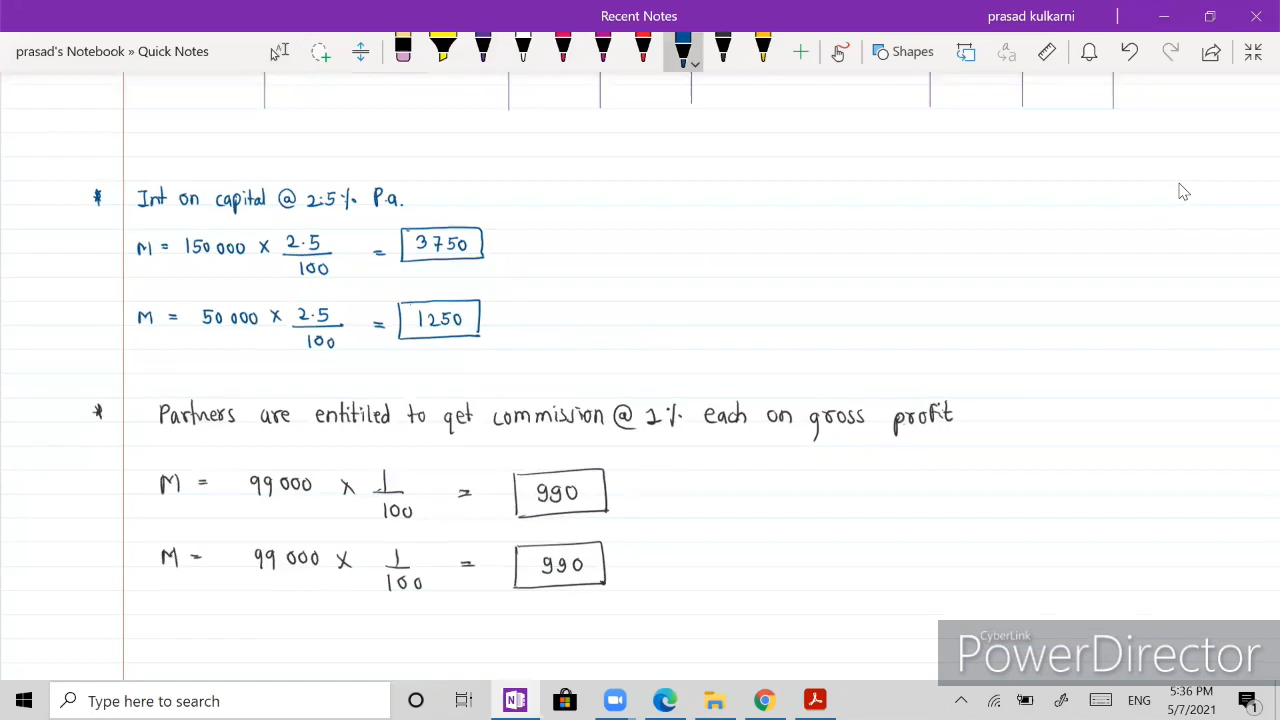 Recent Notes
prasad kulkarni
prasad's Notebook » Quick Notes
Shapes
* Int on capital @ 2.5% P.a.
M = 150 000 × 2.5/100 = 3750
M = 50 000 × 2.5/100 = 1250
* Partners are entitiled to get commission @ 1% each on gross profit
M = 99 000 × 1/100 = 990
M = 99 000 × 1/100 = 990
CyberLink
PowerDirector
Type here to search
ENG
5:36 PM
5/7/2021
1